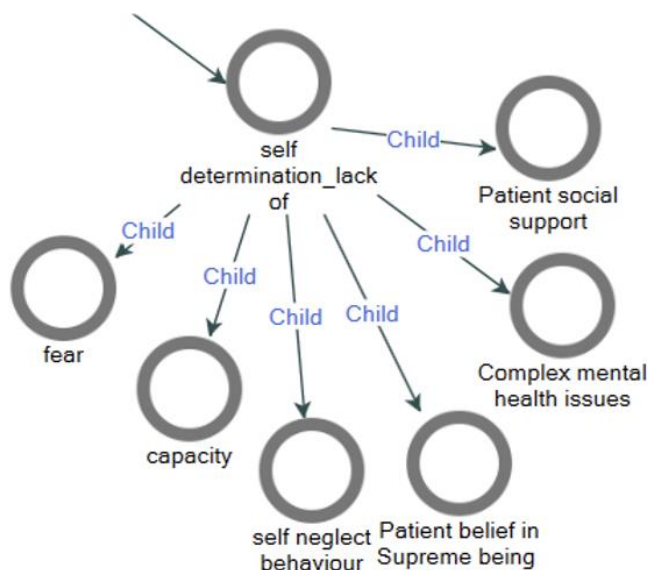 self
determination_lack
of
Child
Patient social
support
Child
Complex mental
health issues
Child
fear
Child
capacity
Child
self neglect
behaviour
Child
Patient belief in
Supreme being